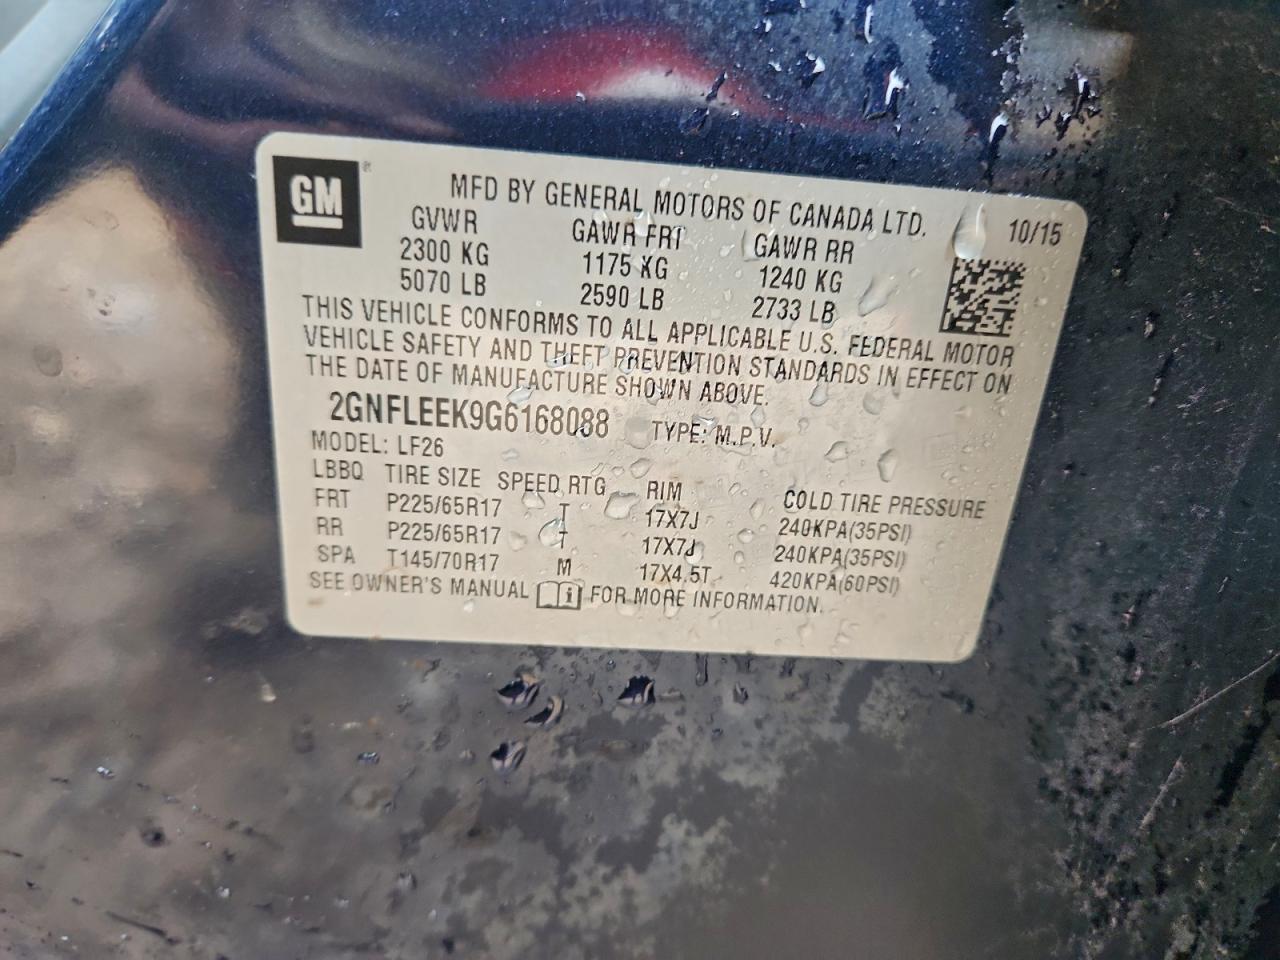 GM
MFD BY GENERAL MOTORS OF CANADA LTD.
GVWR GAWR FRT GAWR RR 10/15
2300 KG 1175 KG 1240 KG
5070 LB 2590 LB 2733 LB
THIS VEHICLE CONFORMS TO ALL APPLICABLE U.S. FEDERAL MOTOR
VEHICLE SAFETY AND THEFT PREVENTION STANDARDS IN EFFECT ON
THE DATE OF MANUFACTURE SHOWN ABOVE.
2GNFLEEK9G6168088 TYPE: M.P.V.
MODEL: LF26
LBBQ TIRE SIZE SPEED RTG RIM COLD TIRE PRESSURE
FRT P225/65R17 T 17X7J 240KPA(35PSI)
RR P225/65R17 T 17X7J 240KPA(35PSI)
SPA T145/70R17 M 17X4.5T 420KPA(60PSI)
SEE OWNER'S MANUAL i FOR MORE INFORMATION.